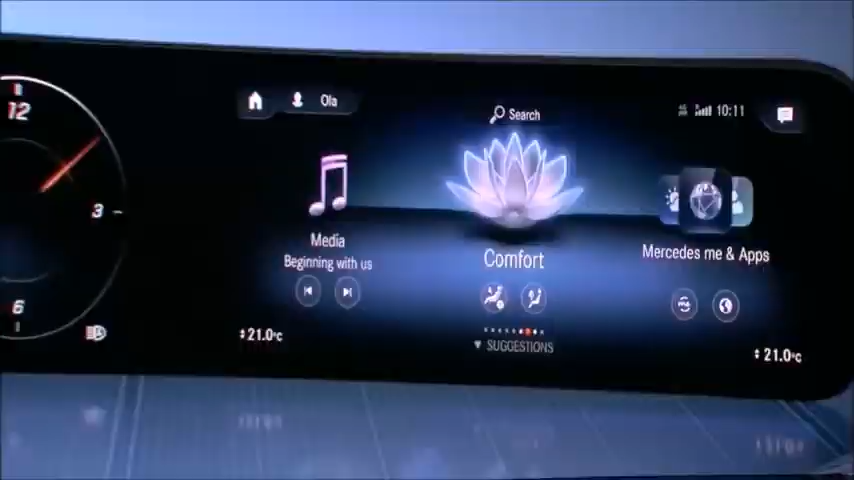 12
3
6
Ola
Search
10:11
Media
Beginning with us
Comfort
Mercedes me & Apps
me
21.0°C
SUGGESTIONS
21.0°C